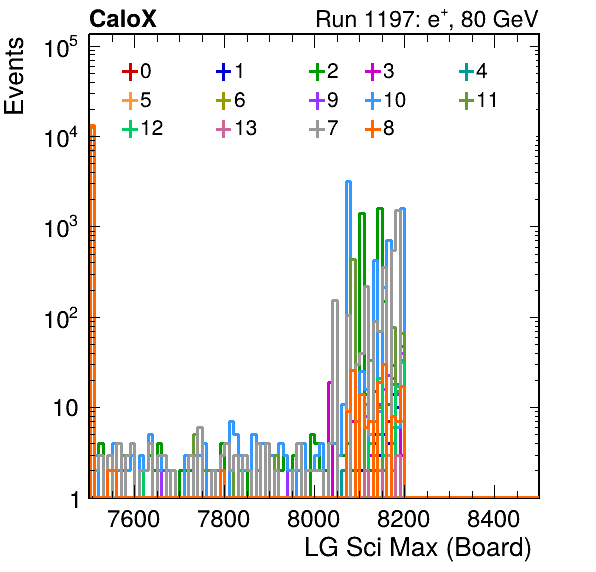 CaloX Run 1197: e⁺, 80 GeV
Events
10⁵
0 1 2 3 4
5 6 9 10 11
12 13 7 8
10⁴
10³
10²
10
1
7600 7800 8000 8200 8400
LG Sci Max (Board)